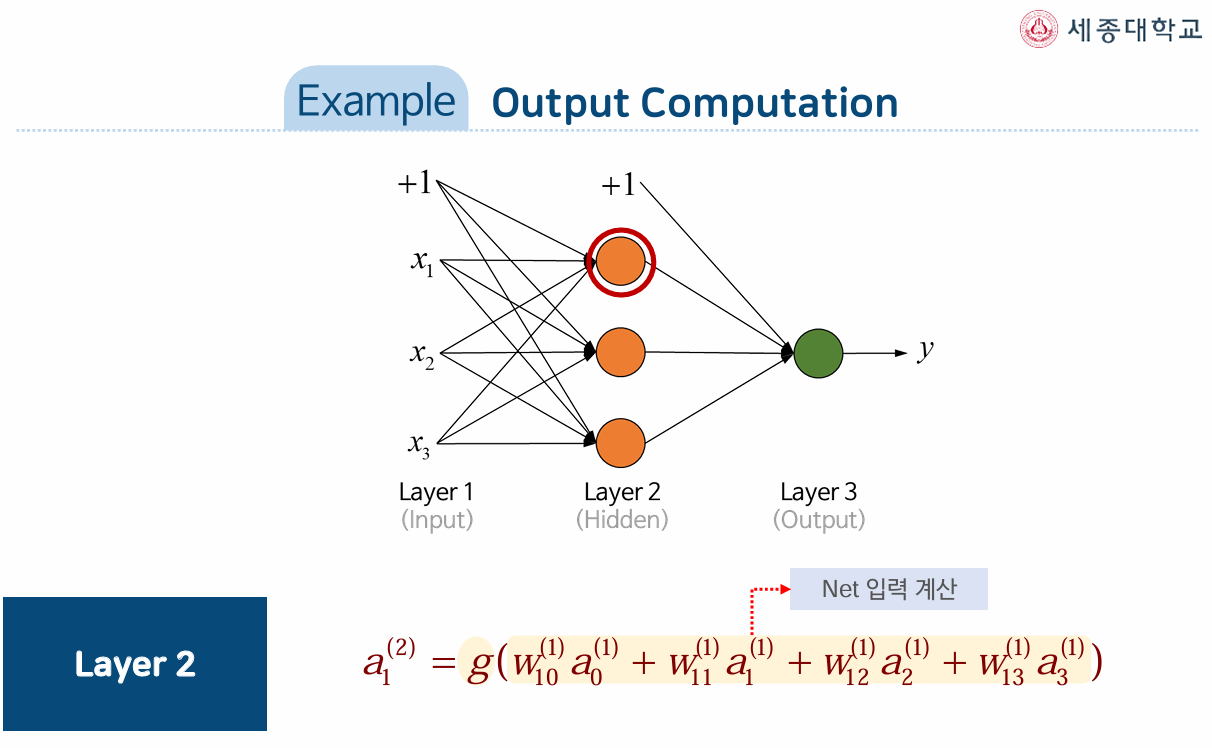 세종대학교
Example Output Computation
+1 +1
x₁
x₂ y
x₃
Layer 1 Layer 2 Layer 3
(Input) (Hidden) (Output)
Net 입력 계산
Layer 2 a₁⁽²⁾ = g(w₁₀⁽¹⁾a₀⁽¹⁾ + w₁₁⁽¹⁾a₁⁽¹⁾ + w₁₂⁽¹⁾a₂⁽¹⁾ + w₁₃⁽¹⁾a₃⁽¹⁾)